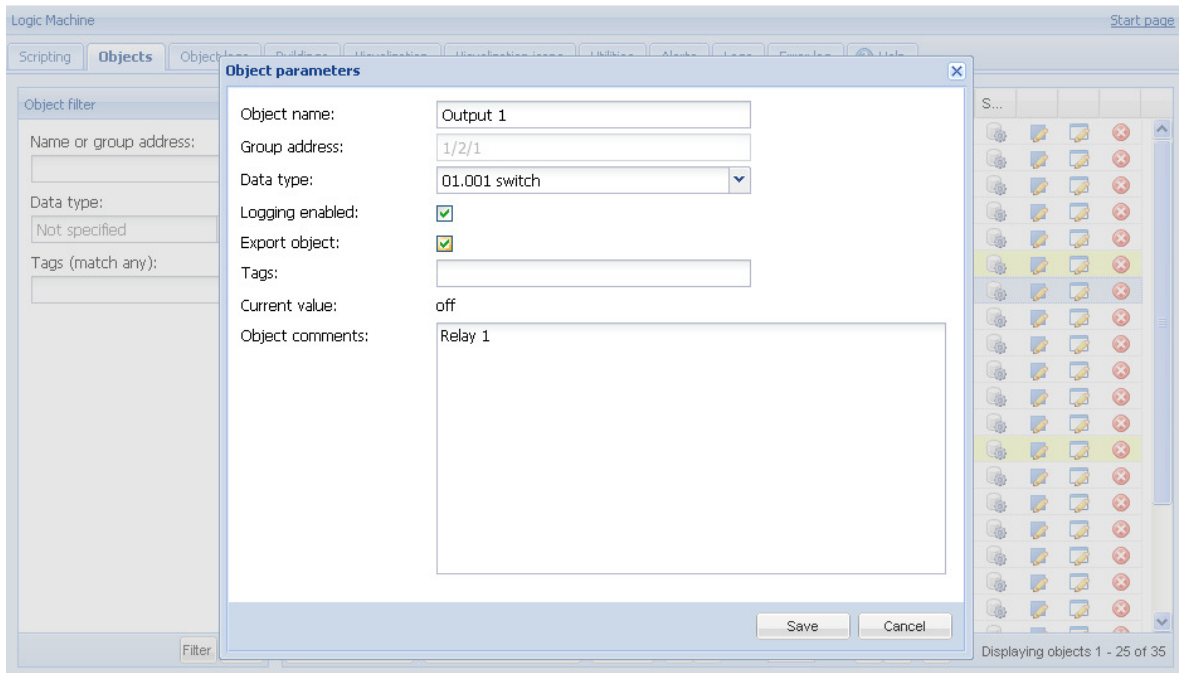 Logic Machine Start page
Scripting Objects Object
Object parameters
Object filter
Name or group address:
Data type:
Not specified
Tags (match any):
Filter
Object name: Output 1
Group address: 1/2/1
Data type: 01.001 switch
Logging enabled:
Export object:
Tags:
Current value: off
Object comments: Relay 1
Save Cancel
S...
Displaying objects 1 - 25 of 35